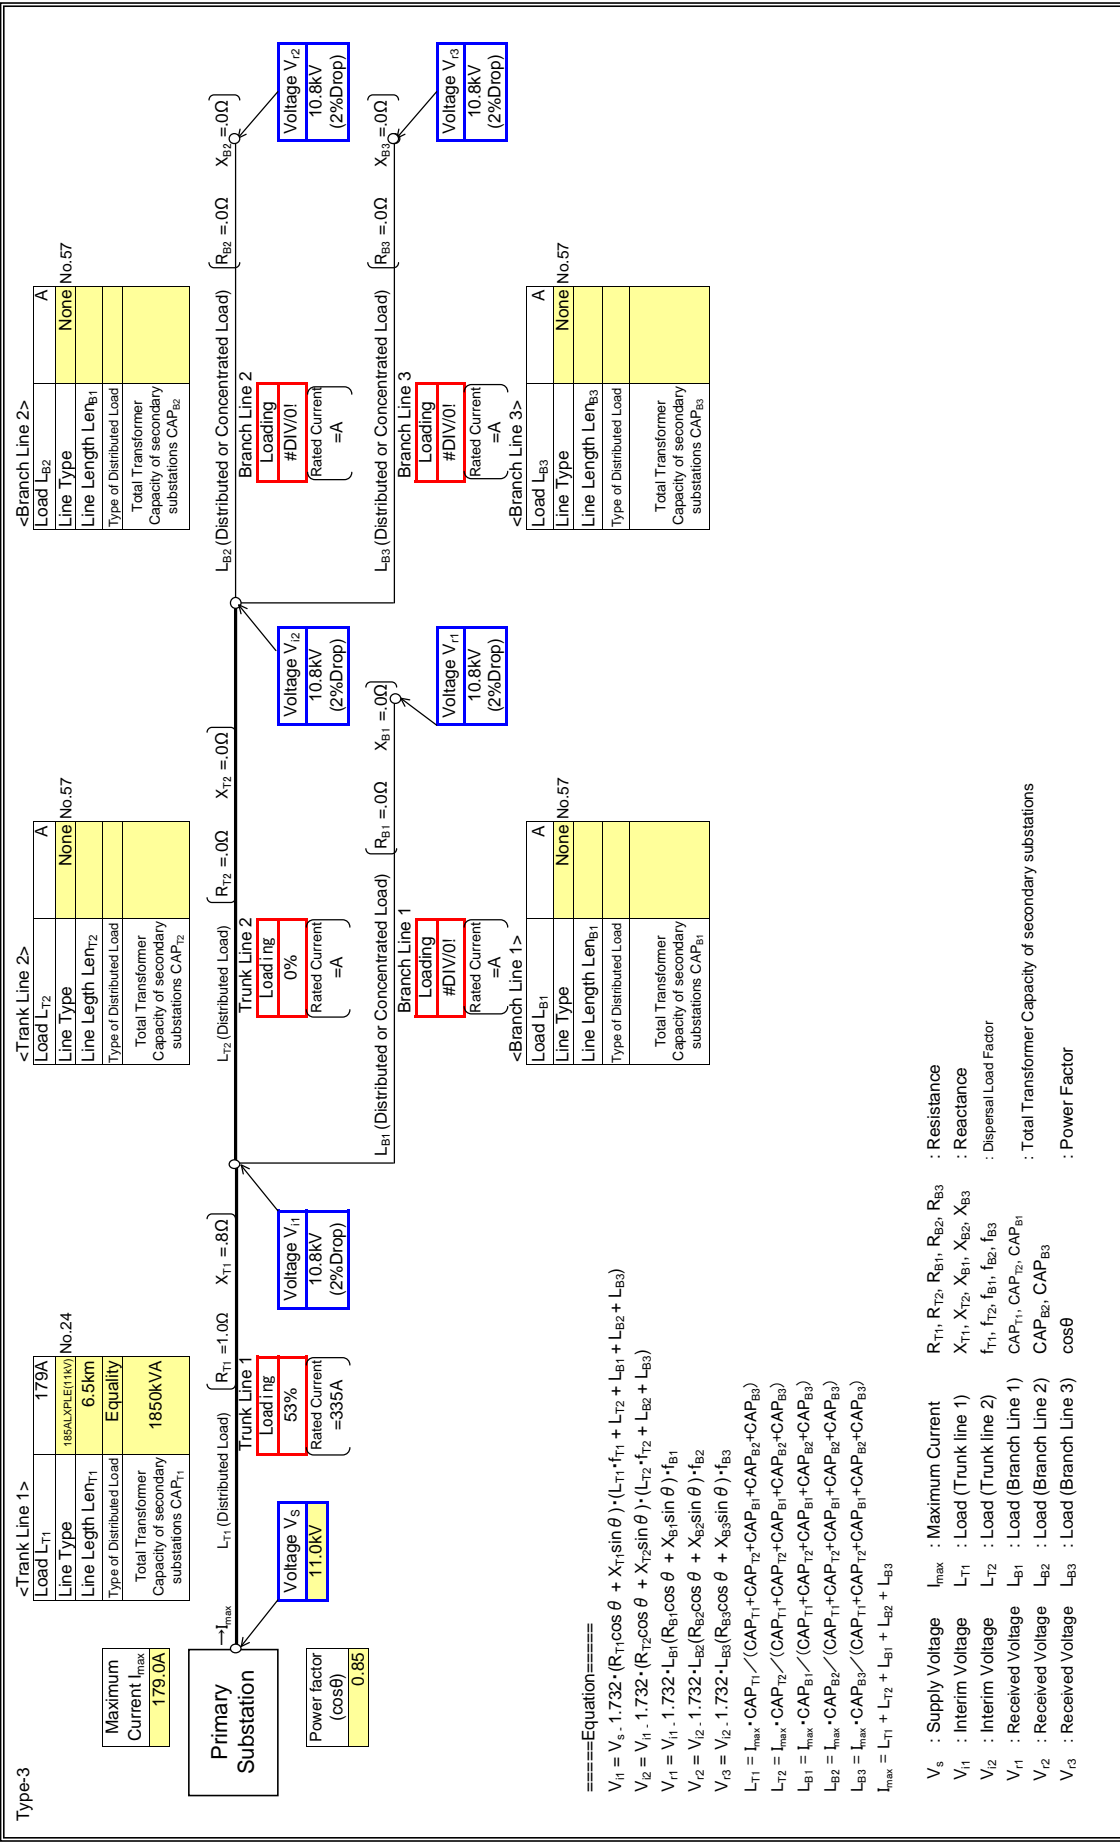 Type-3
<Trank Line 1>
Load LT1 179A
Line Type 185ALXPLE(11kV) No.24
Line Legth LenT1 6.5km
Type of Distributed Load Equality
Total Transformer
Capacity of secondary
substations CAPT1
1850kVA
<Trank Line 2>
Load LT2 A
Line Type None No.57
Line Legth LenT2
Type of Distributed Load
Total Transformer
Capacity of secondary
substations CAPT2
<Branch Line 2>
Load LB2 A
Line Type None No.57
Line Length LenB1
Type of Distributed Load
Total Transformer
Capacity of secondary
substations CAPB2
Maximum
Current Imax
179.0A
Primary
Substation
Power factor
(cosθ)
0.85
→Imax
Voltage Vs
11.0kV
LT1 (Distributed Load)
RT1 =1.0Ω XT1 =.8Ω
Trunk Line 1
Loading
53%
Rated Current
=335A
Voltage Vi1
10.8kV
(2%Drop)
LT2 (Distributed Load)
RT2 =.0Ω XT2 =.0Ω
Trunk Line 2
Loading
0%
Rated Current
=A
Voltage Vi2
10.8kV
(2%Drop)
LB2 (Distributed or Concentrated Load)
RB2 =.0Ω XB2 =.0Ω
Branch Line 2
Loading
#DIV/0!
Rated Current
=A
Voltage Vr2
10.8kV
(2%Drop)
LB1 (Distributed or Concentrated Load)
RB1 =.0Ω XB1 =.0Ω
Branch Line 1
Loading
#DIV/0!
Rated Current
=A
Voltage Vr1
10.8kV
(2%Drop)
LB3 (Distributed or Concentrated Load)
RB3 =.0Ω XB3 =.0Ω
Branch Line 3
Loading
#DIV/0!
Rated Current
=A
Voltage Vr3
10.8kV
(2%Drop)
<Branch Line 1>
Load LB1 A
Line Type None No.57
Line Length LenB1
Type of Distributed Load
Total Transformer
Capacity of secondary
substations CAPB1
<Branch Line 3>
Load LB3 A
Line Type None No.57
Line Length LenB3
Type of Distributed Load
Total Transformer
Capacity of secondary
substations CAPB3
=====Equation=====
Vi1 = Vs - 1.732・(RT1cos θ + XT1sin θ)・(LT1・fT1 + LT2 + LB1 + LB2 + LB3)
Vi2 = Vi1 - 1.732・(RT2cos θ + XT2sin θ)・(LT2・fT2 + LB2 + LB3)
Vr1 = Vi1 - 1.732・LB1(RB1cos θ + XB1sin θ)・fB1
Vr2 = Vi2 - 1.732・LB2(RB2cos θ + XB2sin θ)・fB2
Vr3 = Vi2 - 1.732・LB3(RB3cos θ + XB3sin θ)・fB3
LT1 = Imax・CAPT1／(CAPT1+CAPT2+CAPB1+CAPB2+CAPB3)
LT2 = Imax・CAPT2／(CAPT1+CAPT2+CAPB1+CAPB2+CAPB3)
LB1 = Imax・CAPB1／(CAPT1+CAPT2+CAPB1+CAPB2+CAPB3)
LB2 = Imax・CAPB2／(CAPT1+CAPT2+CAPB1+CAPB2+CAPB3)
LB3 = Imax・CAPB3／(CAPT1+CAPT2+CAPB1+CAPB2+CAPB3)
Imax = LT1 + LT2 + LB1 + LB2 + LB3
Vs : Supply Voltage Imax : Maximum Current RT1, RT2, RB1, RB2, RB3 : Resistance
Vi1 : Interim Voltage LT1 : Load (Trunk line 1) XT1, XT2, XB1, XB2, XB3 : Reactance
Vi2 : Interim Voltage LT2 : Load (Trunk line 2) fT1, fT2, fB1, fB2, fB3 : Dispersal Load Factor
Vr1 : Received Voltage LB1 : Load (Branch Line 1) CAPT1, CAPT2, CAPB1
Vr2 : Received Voltage LB2 : Load (Branch Line 2) CAPB2, CAPB3 : Total Transformer Capacity of secondary substations
Vr3 : Received Voltage LB3 : Load (Branch Line 3) cosθ : Power Factor